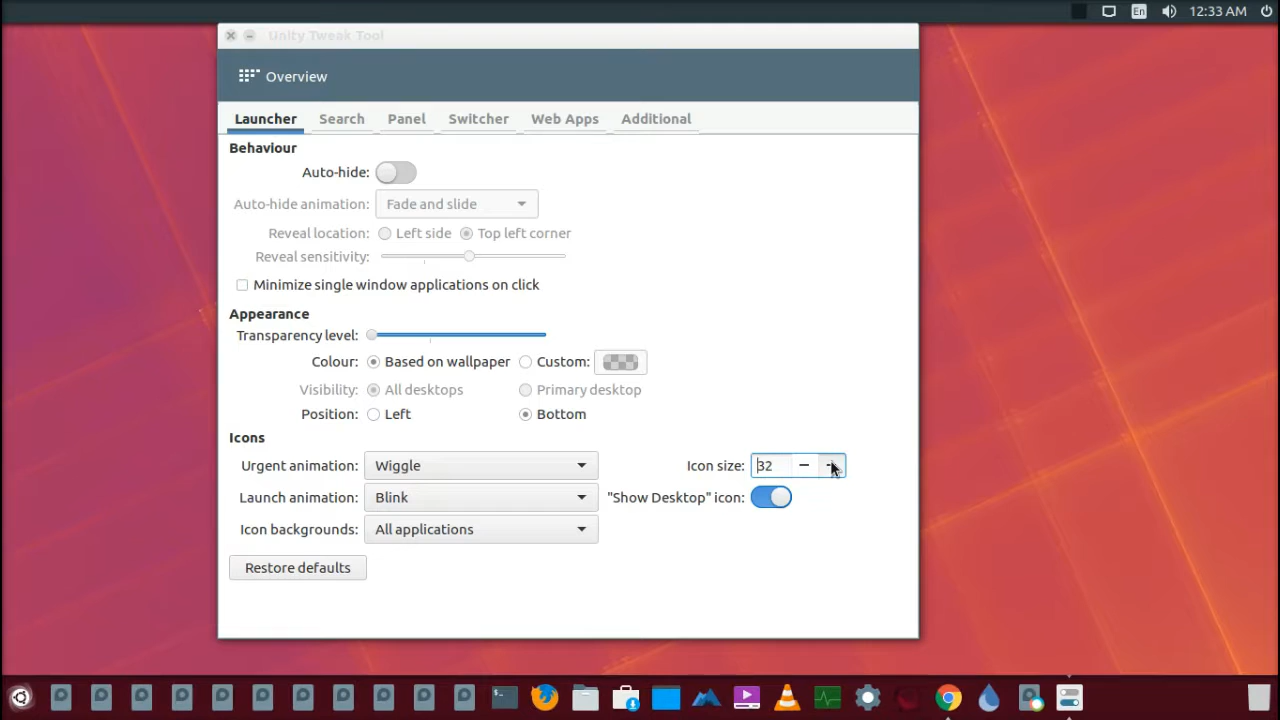 En 12:33 AM
Unity Tweak Tool
Overview
Launcher Search Panel Switcher Web Apps Additional
Behaviour
Auto-hide:
Auto-hide animation: Fade and slide
Reveal location: Left side Top left corner
Reveal sensitivity:
Minimize single window applications on click
Appearance
Transparency level:
Colour: Based on wallpaper Custom:
Visibility: All desktops Primary desktop
Position: Left Bottom
Icons
Urgent animation: Wiggle Icon size: 32
Launch animation: Blink "Show Desktop" icon:
Icon backgrounds: All applications
Restore defaults